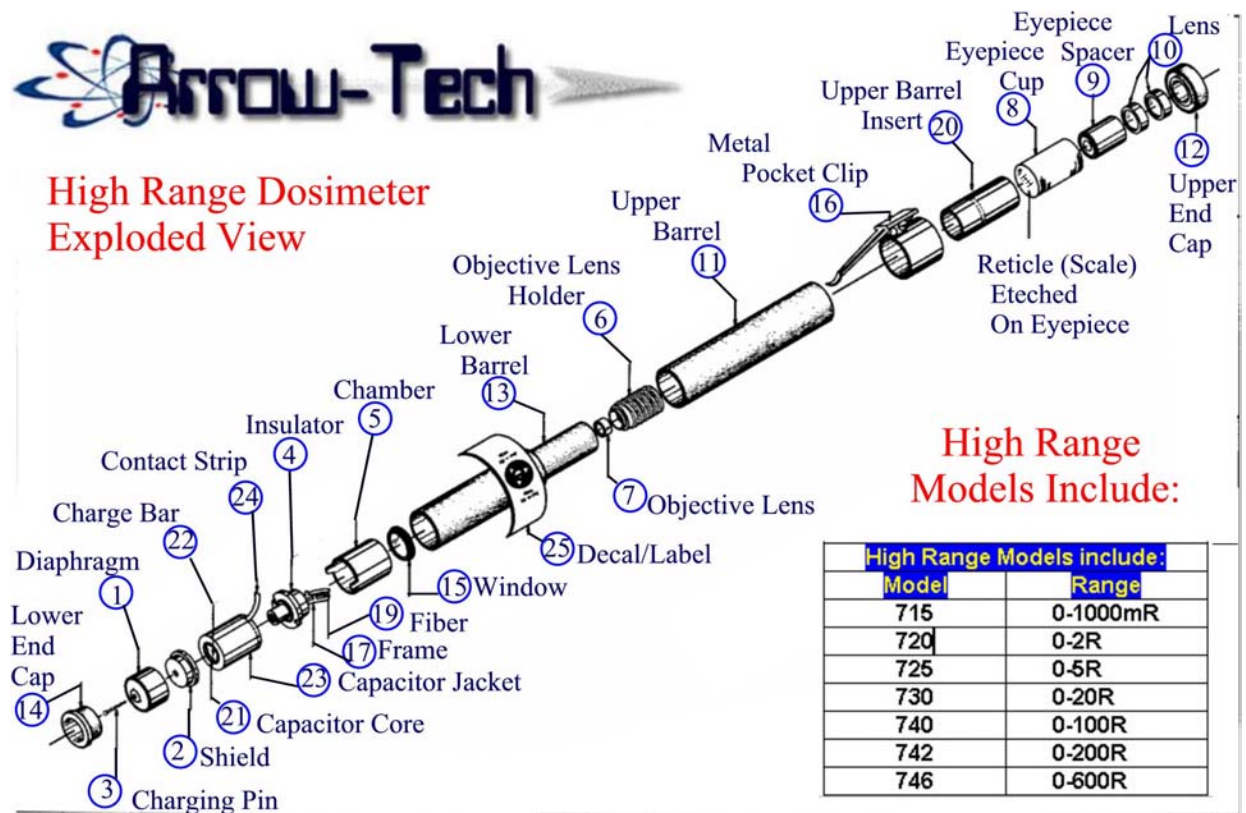 Arrow-Tech
High Range Dosimeter
Exploded View
Eyepiece
Lens
Eyepiece
Spacer
10
Cup
9
Upper Barrel
8
Insert
20
12
Metal
Pocket Clip
16
Upper
End
Cap
Upper
Barrel
11
Reticle (Scale)
Eteched
On Eyepiece
Objective Lens
Holder
6
Lower
Barrel
13
Chamber
5
Insulator
4
Contact Strip
24
Charge Bar
22
Diaphragm
1
Lower
End
Cap
14
7 Objective Lens
25 Decal/Label
15 Window
19 Fiber
17 Frame
23 Capacitor Jacket
21 Capacitor Core
2 Shield
3 Charging Pin
High Range
Models Include:
High Range Models include:
Model Range
715 0-1000mR
720 0-2R
725 0-5R
730 0-20R
740 0-100R
742 0-200R
746 0-600R